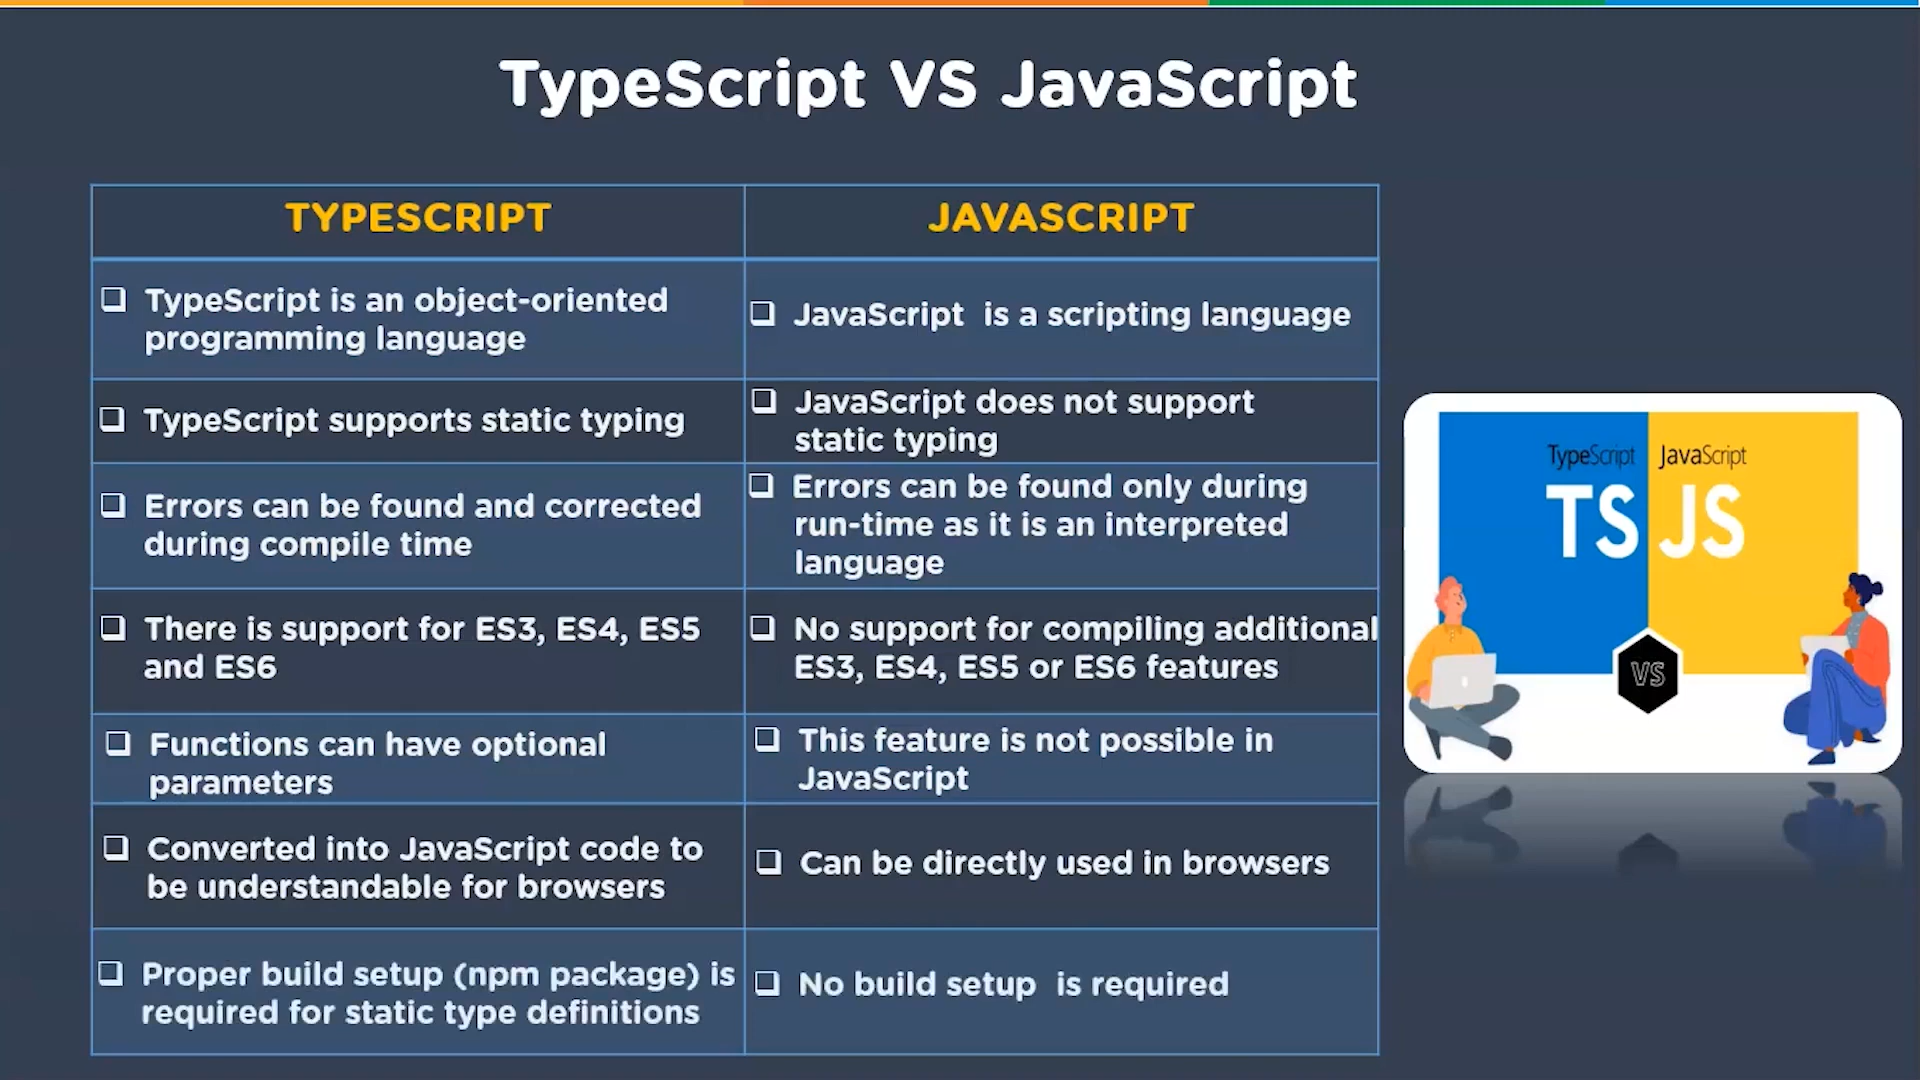 TypeScript VS JavaScript
TYPESCRIPT
JAVASCRIPT
TypeScript is an object-oriented
programming language
JavaScript is a scripting language
TypeScript supports static typing
JavaScript does not support
static typing
Errors can be found and corrected
during compile time
Errors can be found only during
run-time as it is an interpreted
language
There is support for ES3, ES4, ES5
and ES6
No support for compiling additional
ES3, ES4, ES5 or ES6 features
Functions can have optional
parameters
This feature is not possible in
JavaScript
Converted into JavaScript code to
be understandable for browsers
Can be directly used in browsers
Proper build setup (npm package) is
required for static type definitions
No build setup is required
TypeScript
JavaScript
TS
JS
VS